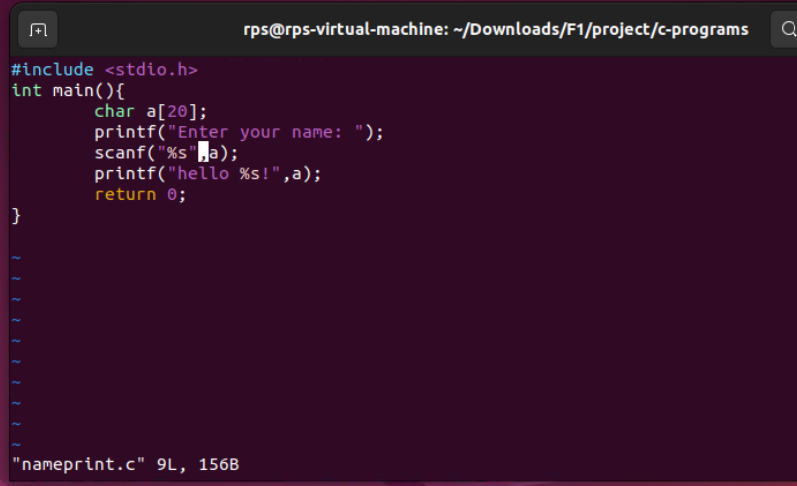 rps@rps-virtual-machine: ~/Downloads/F1/project/c-programs
#include <stdio.h>
int main(){
        char a[20];
        printf("Enter your name: ");
        scanf("%s",a);
        printf("hello %s!",a);
        return 0;
}
~
~
~
~
~
~
~
~
~
~
"nameprint.c" 9L, 156B